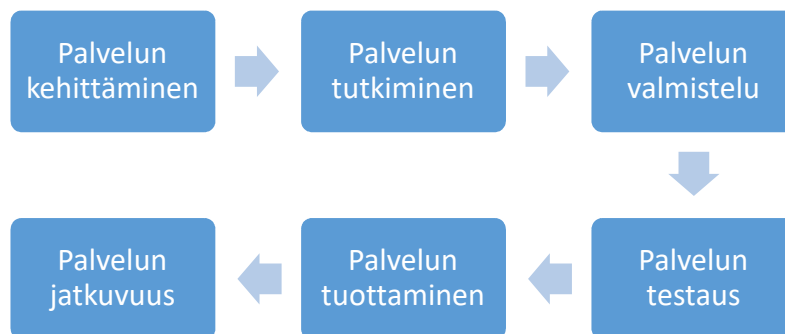 Palvelun
kehittäminen
Palvelun
tutkiminen
Palvelun
valmistelu
Palvelun
testaus
Palvelun
tuottaminen
Palvelun
jatkuvuus